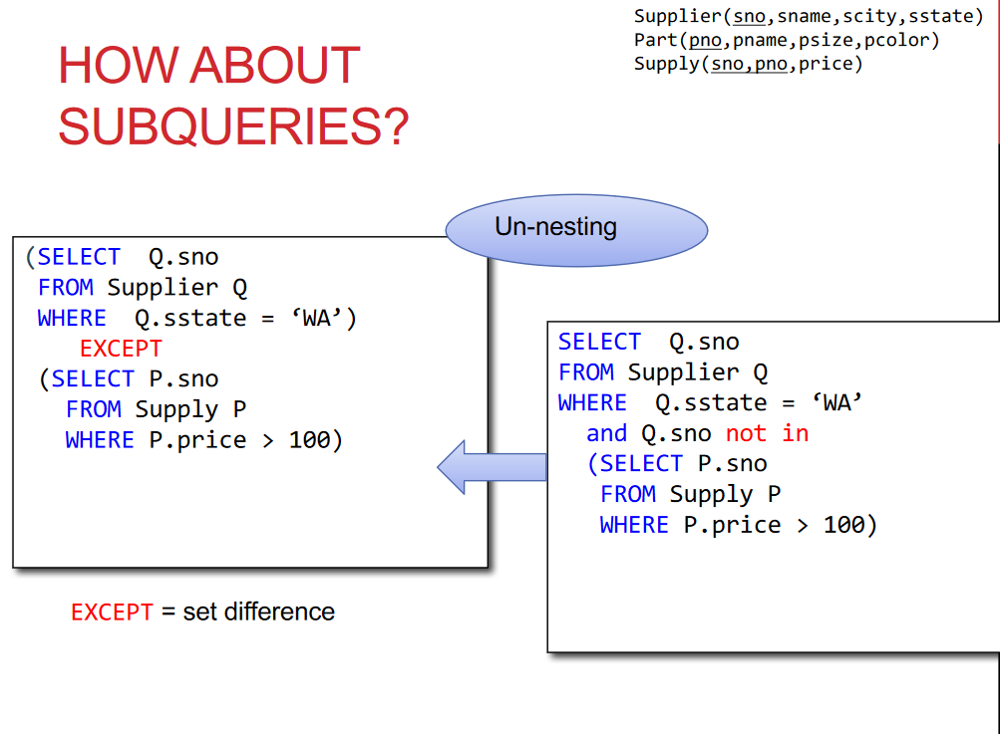 Supplier(sno,sname,scity,sstate)
Part(pno,pname,psize,pcolor)
Supply(sno,pno,price)
HOW ABOUT
SUBQUERIES?
Un-nesting
(SELECT Q.sno
FROM Supplier Q
WHERE Q.sstate = ‘WA’)
EXCEPT
(SELECT P.sno
FROM Supply P
WHERE P.price > 100)
EXCEPT = set difference
SELECT Q.sno
FROM Supplier Q
WHERE Q.sstate = ‘WA’
and Q.sno not in
(SELECT P.sno
FROM Supply P
WHERE P.price > 100)